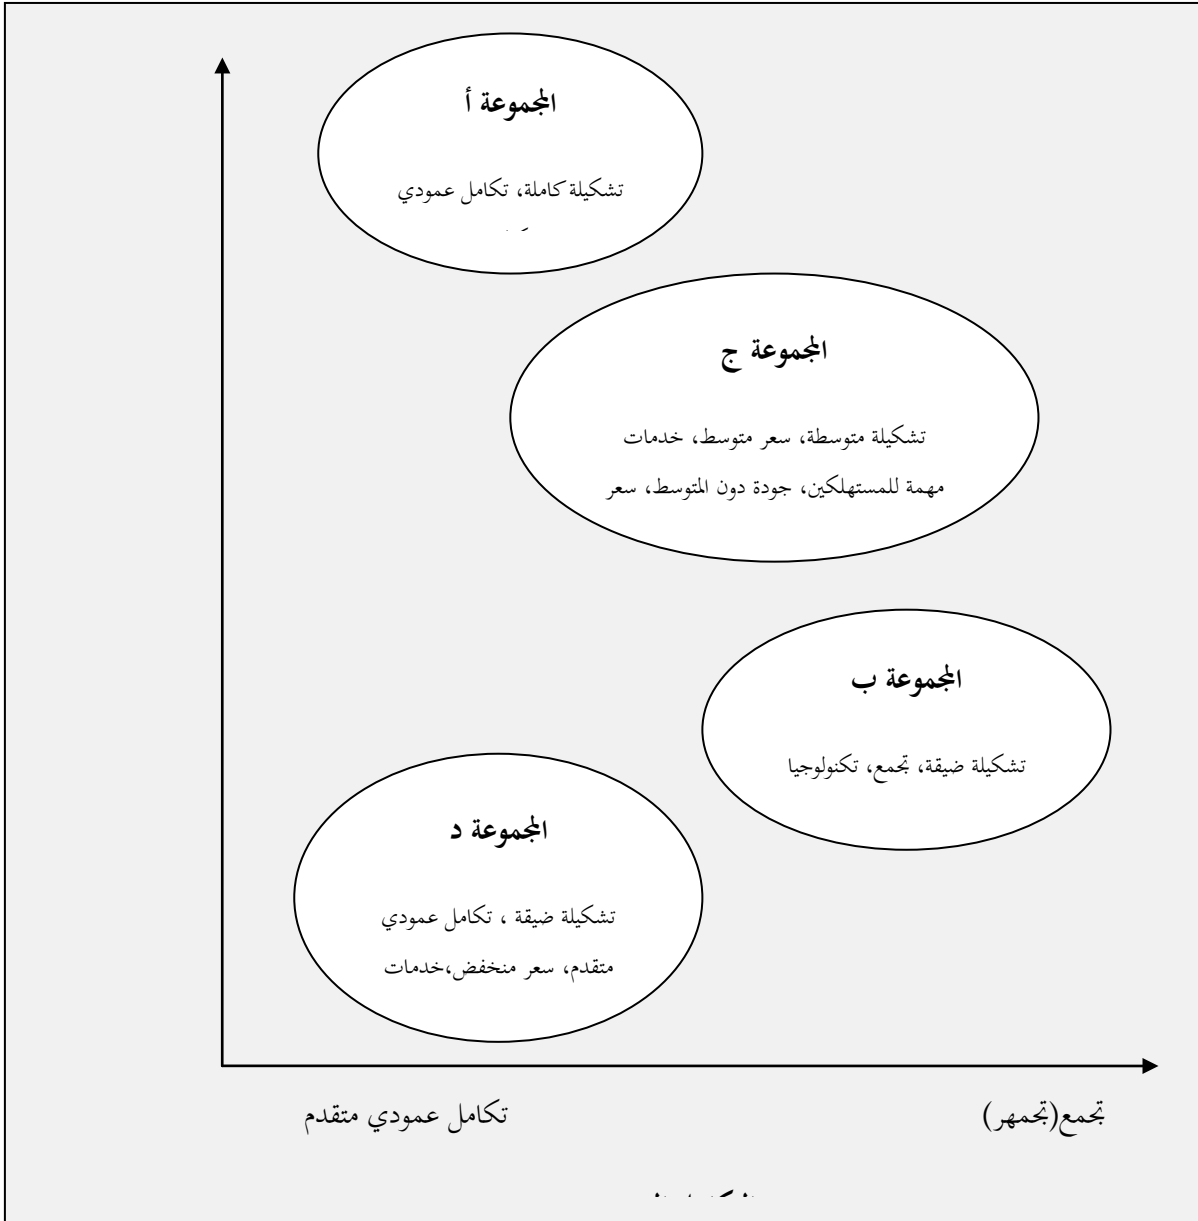 المجموعة أ
تشكيلة كاملة، تكامل عمودي
المجموعة ج
تشكيلة متوسطة، سعر متوسط، خدمات
مهمة للمستهلكين، جودة دون المتوسط، سعر
المجموعة ب
تشكيلة ضيقة، تجمع، تكنولوجيا
المجموعة د
تشكيلة ضيقة ، تكامل عمودي
متقدم، سعر منخفض،خدمات
تجمع(تجمهر)
تكامل عمودي متقدم